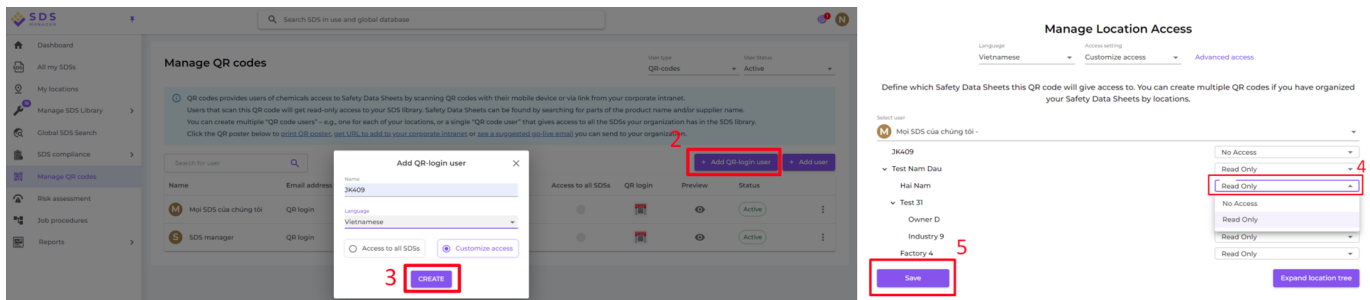 SDS
MANAGER
Search SDS in use and global database
N
Dashboard
All my SDSs
My locations
Manage SDS Library
Global SDS Search
SDS compliance
Manage QR codes
Risk assessment
Job procedures
Reports
Manage QR codes
User type
QR-codes
User Status
Active
QR codes provides users of chemicals access to Safety Data Sheets by scanning QR codes with their mobile device or via link from your corporate intranet.
Users that scan this QR code will get read-only access to your SDS library. Safety Data Sheets can be found by searching for parts of the product name and/or supplier name.
You can create multiple "QR code users" – e.g., one for each of your locations, or a single "QR code user" that gives access to all the SDSs your organization has in the SDS library.
Click the QR poster below to print QR poster, get URL to add to your corporate intranet or see a suggested go-live email you can send to your organization.
2
Search for user
+ Add QR-login user
+ Add user
Name
Email address
Access to all SDSs
QR login
Preview
Status
M
Mọi SDS của chúng tôi
QR login
Active
S
SDS manager
QR login
Active
Add QR-login user
Name
JK409
Language
Vietnamese
Access to all SDSs
Customize access
3
CREATE
Manage Location Access
Language
Vietnamese
Access setting
Customize access
Advanced access
Define which Safety Data Sheets this QR code will give access to. You can create multiple QR codes if you have organized
your Safety Data Sheets by locations.
Select user
M
Mọi SDS của chúng tôi -
JK409
No Access
Test Nam Dau
Read Only
4
Hai Nam
Read Only
No Access
Read Only
Test 31
Owner D
Industry 9
Read Only
Factory 4
Read Only
5
Save
Expand location tree